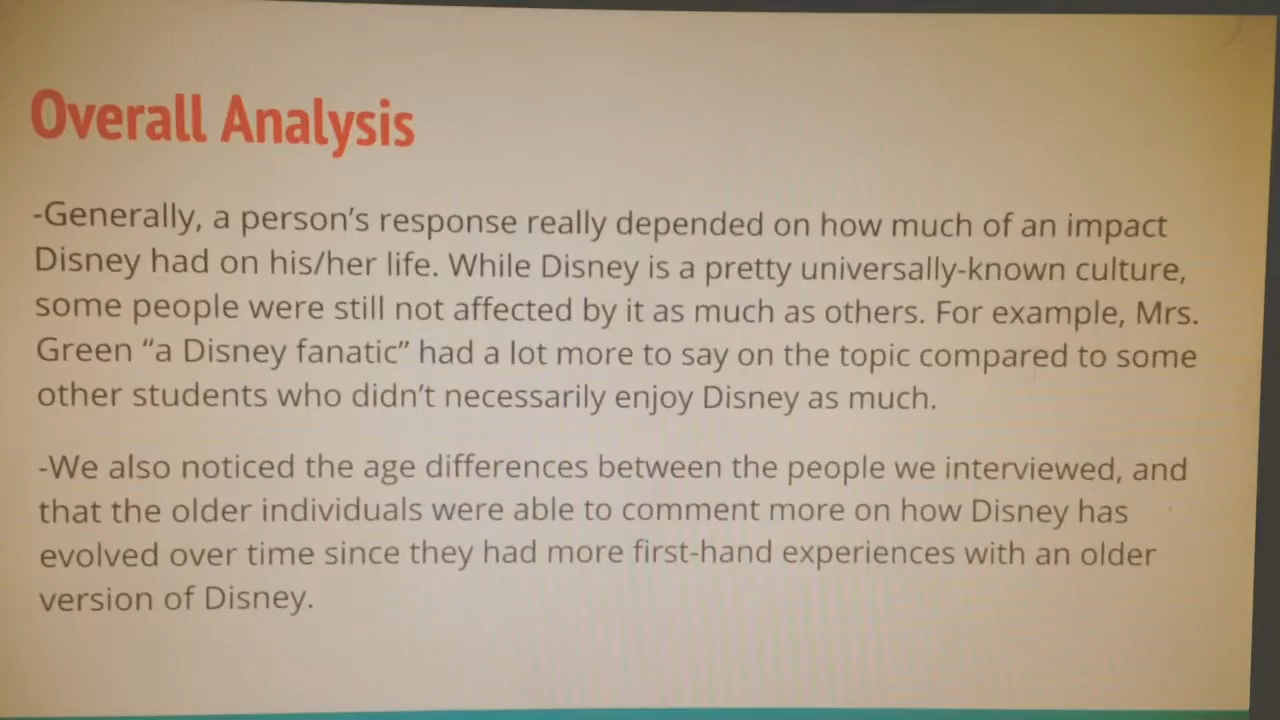 Overall Analysis
-Generally, a person's response really depended on how much of an impact
Disney had on his/her life. While Disney is a pretty universally-known culture,
some people were still not affected by it as much as others. For example, Mrs.
Green “a Disney fanatic” had a lot more to say on the topic compared to some
other students who didn't necessarily enjoy Disney as much.
-We also noticed the age differences between the people we interviewed, and
that the older individuals were able to comment more on how Disney has
evolved over time since they had more first-hand experiences with an older
version of Disney.